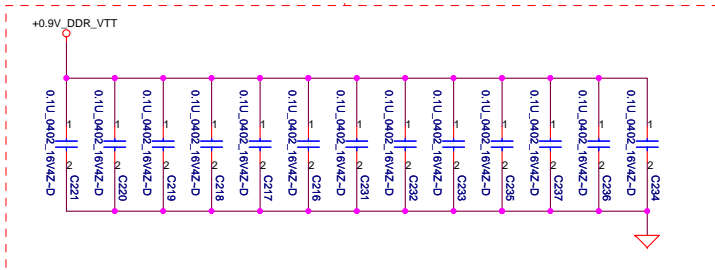 +0.9V_DDR_VTT
0.1U_0402_16V4Z~D
1
2
C221
0.1U_0402_16V4Z~D
1
2
C220
0.1U_0402_16V4Z~D
1
2
C219
0.1U_0402_16V4Z~D
1
2
C218
0.1U_0402_16V4Z~D
1
2
C217
0.1U_0402_16V4Z~D
1
2
C216
0.1U_0402_16V4Z~D
1
2
C231
0.1U_0402_16V4Z~D
1
2
C232
0.1U_0402_16V4Z~D
1
2
C233
0.1U_0402_16V4Z~D
1
2
C235
0.1U_0402_16V4Z~D
1
2
C237
0.1U_0402_16V4Z~D
1
2
C236
0.1U_0402_16V4Z~D
1
2
C234